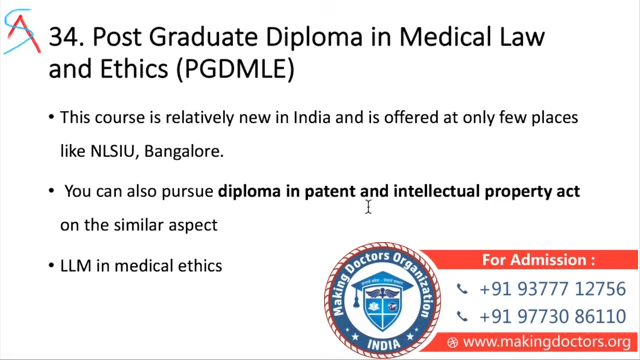 34. Post Graduate Diploma in Medical Law
and Ethics (PGDMLE)
• This course is relatively new in India and is offered at only few places
like NLSIU, Bangalore.
• You can also pursue diploma in patent and intellectual property act
on the similar aspect
• LLM in medical ethics
Making Doctors Organization
INDIA
For Admission :
+91 93777 12756
+91 97730 86110
www.makingdoctors.org